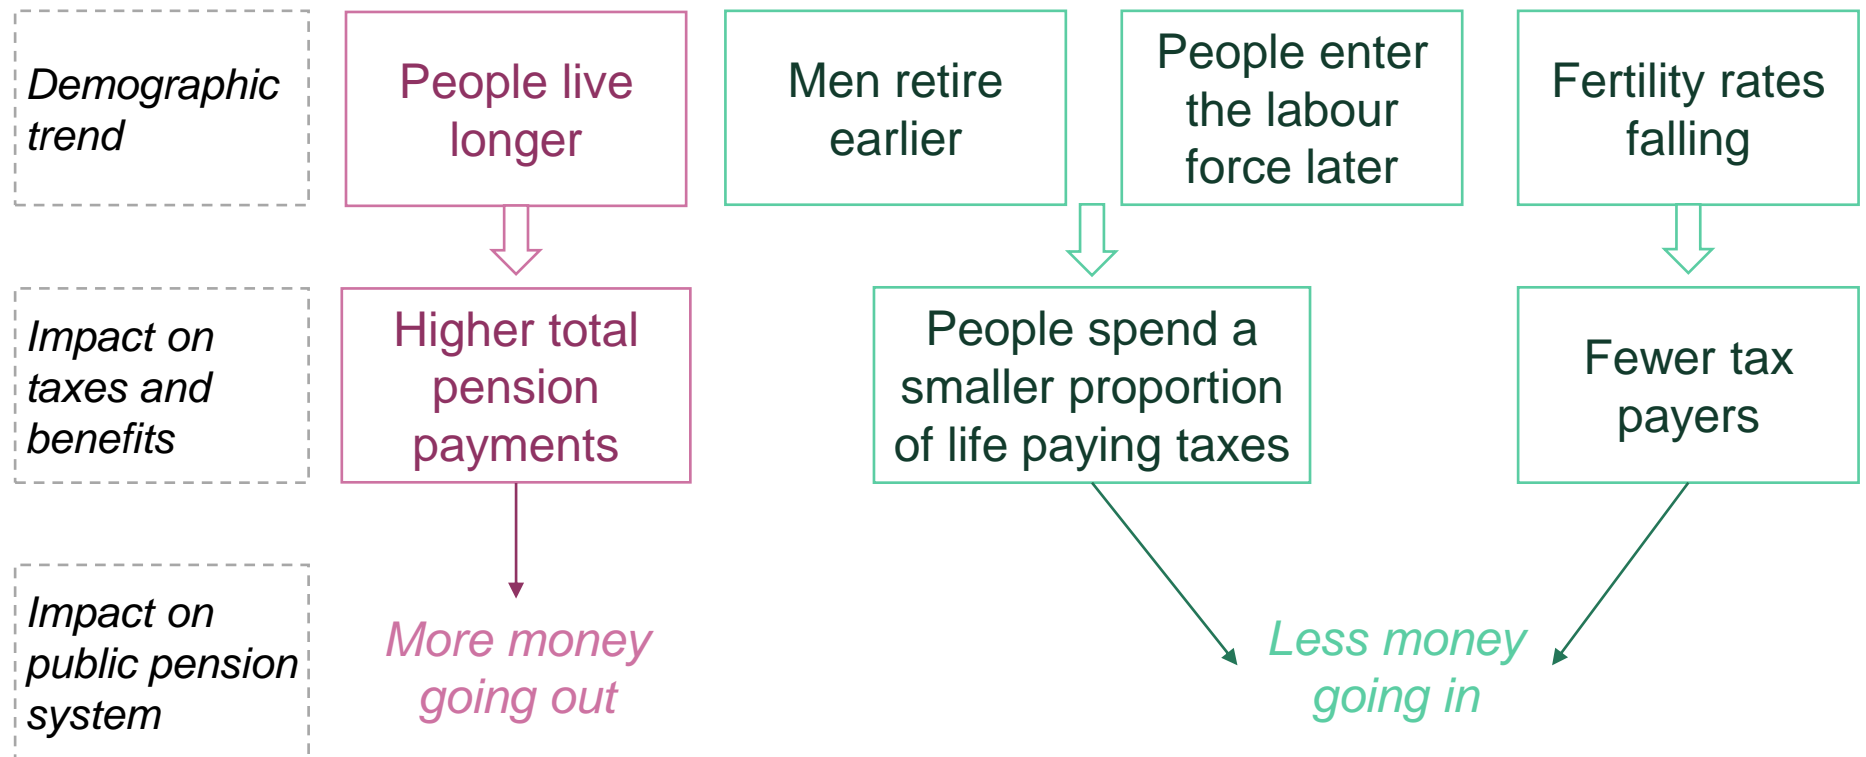 Demographic
trend
People live
longer
Men retire
earlier
People enter
the labour
force later
Fertility rates
falling
Impact on
taxes and
benefits
Higher total
pension
payments
People spend a
smaller proportion
of life paying taxes
Fewer tax
payers
Impact on
public pension
system
More money
going out
Less money
going in